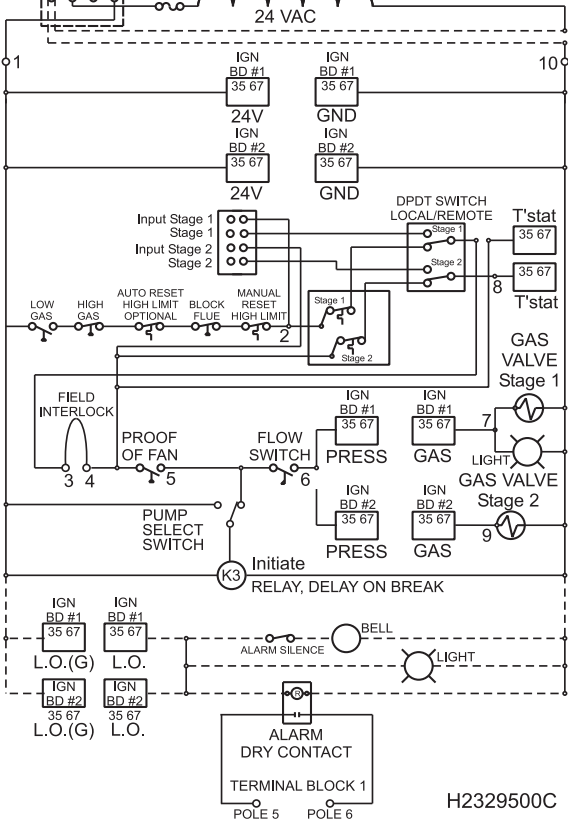 24 VAC
1
10
IGN
BD #1
35 67
24V
IGN
BD #1
35 67
GND
IGN
BD #2
35 67
24V
IGN
BD #2
35 67
GND
Input Stage 1
Stage 1
Input Stage 2
Stage 2
DPDT SWITCH
LOCAL/REMOTE
Stage 1
Stage 2
T'stat
35 67
35 67
T'stat
8
LOW
GAS
HIGH
GAS
AUTO RESET
HIGH LIMIT
OPTIONAL
BLOCK
FLUE
MANUAL
RESET
HIGH LIMIT
2
Stage 1
Stage 2
GAS
VALVE
Stage 1
FIELD
INTERLOCK
3 4
PROOF
OF FAN
5
FLOW
SWITCH
6
IGN
BD #1
35 67
PRESS
IGN
BD #1
35 67
GAS
7
LIGHT
GAS VALVE
Stage 2
IGN
BD #2
35 67
PRESS
IGN
BD #2
35 67
GAS
9
PUMP
SELECT
SWITCH
K3
Initiate
RELAY, DELAY ON BREAK
IGN
BD #1
35 67
L.O.(G)
IGN
BD #1
35 67
L.O.
IGN
BD #2
35 67
L.O.(G)
IGN
BD #2
35 67
L.O.
ALARM SILENCE
BELL
LIGHT
R
ALARM
DRY CONTACT
TERMINAL BLOCK 1
POLE 5
POLE 6
H2329500C